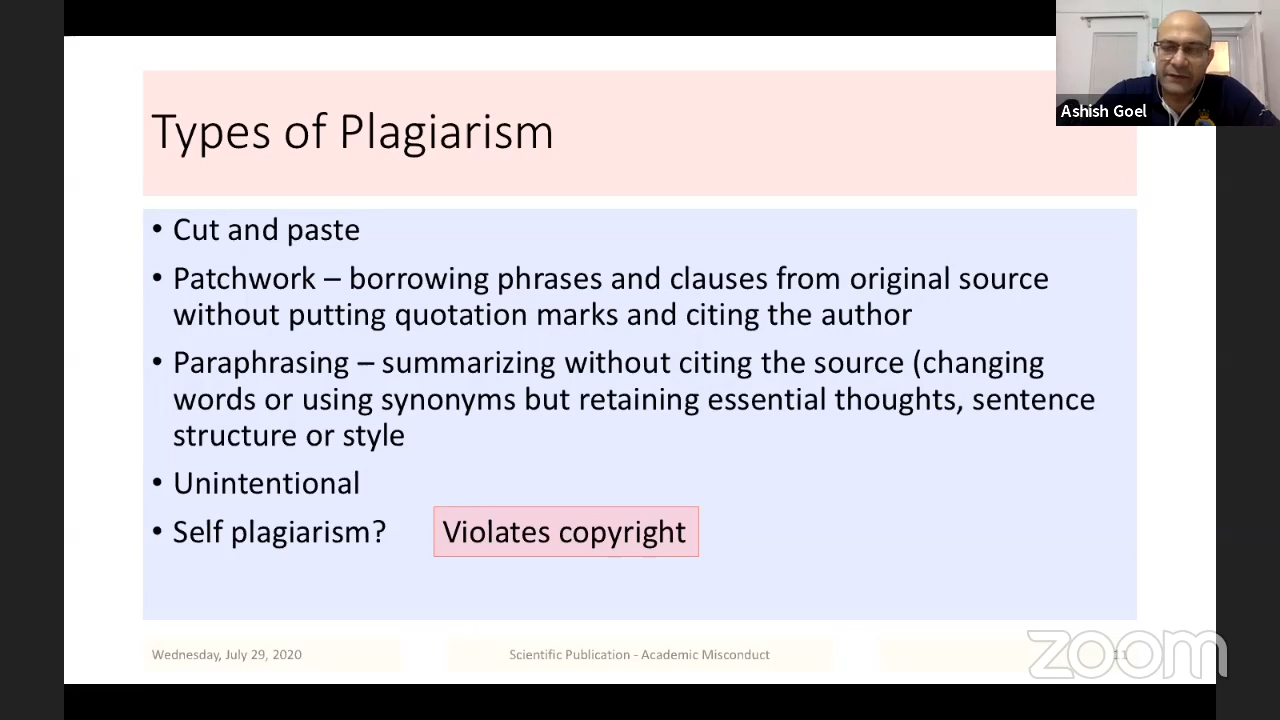 Types of Plagiarism
Ashish Goel
• Cut and paste
• Patchwork – borrowing phrases and clauses from original source
without putting quotation marks and citing the author
• Paraphrasing – summarizing without citing the source (changing
words or using synonyms but retaining essential thoughts, sentence
structure or style
• Unintentional
• Self plagiarism? Violates copyright
Wednesday, July 29, 2020 Scientific Publication - Academic Misconduct 11
zoom